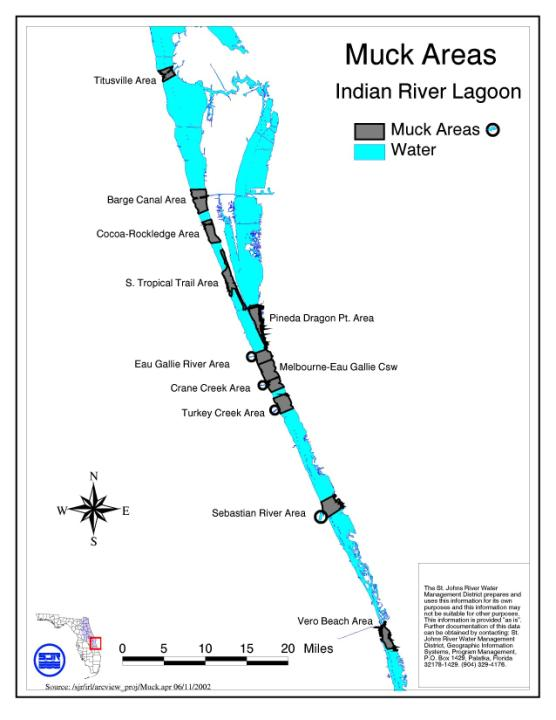 Muck Areas
Indian River Lagoon
Muck Areas
Water
Titusville Area
Barge Canal Area
Cocoa-Rockledge Area
S. Tropical Trail Area
Pineda Dragon Pt. Area
Eau Gallie River Area
Melbourne-Eau Gallie Csw
Crane Creek Area
Turkey Creek Area
N
W
E
S
Sebastian River Area
Vero Beach Area
The St. Johns River Water
Management District prepares and
uses this information for its own
purposes and this information may
not be suitable for other purposes.
This information is provided "as is".
Further documentation of this data
can be obtained by contacting: St.
Johns River Water Management
District, Geographic Information
Systems, Program Management,
P.O. Box 1429, Palatka, Florida
32178-1429. (904) 329-4176.
0 5 10 15 20 Miles
Source: /sjr/irl/arcview_proj/Muck.apr 06/11/2002